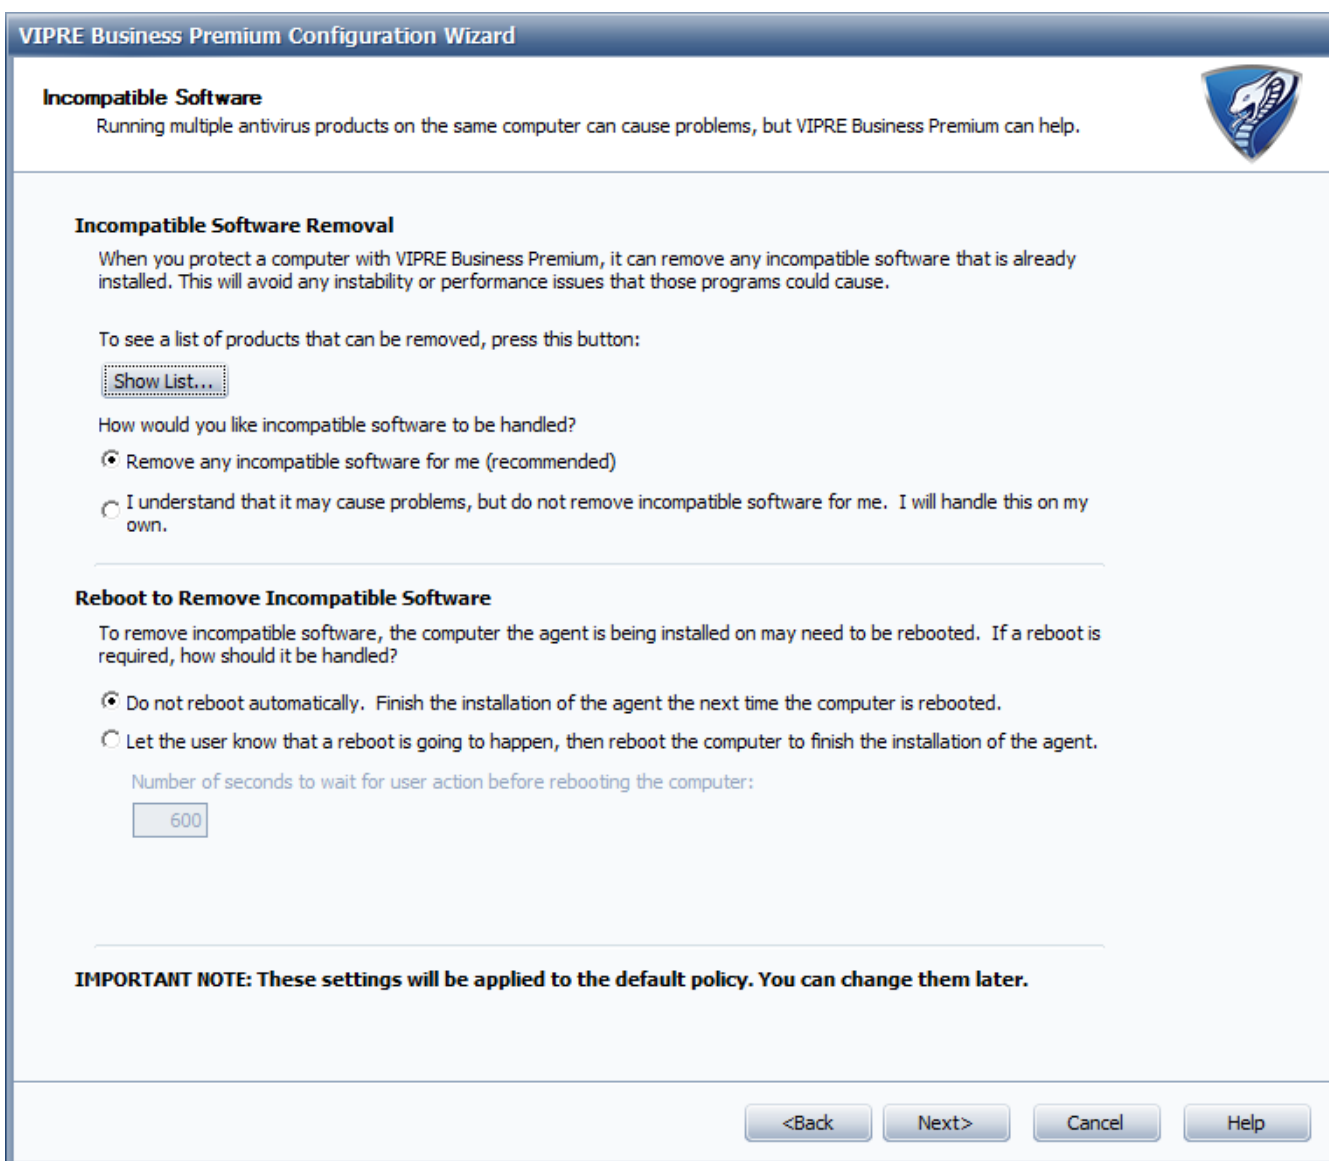 VIPRE Business Premium Configuration Wizard
Incompatible Software
Running multiple antivirus products on the same computer can cause problems, but VIPRE Business Premium can help.
Incompatible Software Removal
When you protect a computer with VIPRE Business Premium, it can remove any incompatible software that is already
installed. This will avoid any instability or performance issues that those programs could cause.
To see a list of products that can be removed, press this button:
Show List...
How would you like incompatible software to be handled?
Remove any incompatible software for me (recommended)
I understand that it may cause problems, but do not remove incompatible software for me.  I will handle this on my
own.
Reboot to Remove Incompatible Software
To remove incompatible software, the computer the agent is being installed on may need to be rebooted.  If a reboot is
required, how should it be handled?
Do not reboot automatically.  Finish the installation of the agent the next time the computer is rebooted.
Let the user know that a reboot is going to happen, then reboot the computer to finish the installation of the agent.
Number of seconds to wait for user action before rebooting the computer:
600
IMPORTANT NOTE: These settings will be applied to the default policy. You can change them later.
<Back
Next>
Cancel
Help